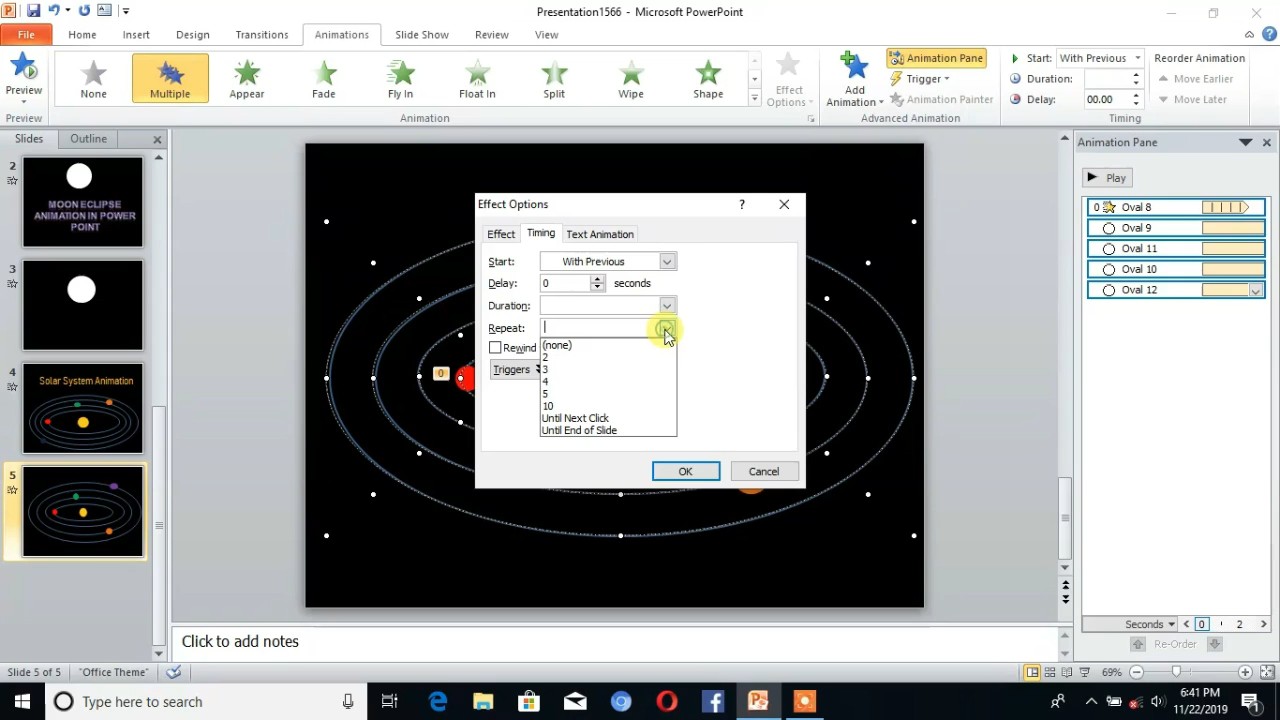 Presentation1566 - Microsoft PowerPoint
File Home Insert Design Transitions Animations Slide Show Review View
Preview
Preview
None
Multiple
Appear
Fade
Fly In
Float In
Split
Wipe
Shape
Effect
Options
Animation
Add
Animation
Animation Pane
Trigger
Animation Painter
Advanced Animation
Start: With Previous
Duration:
Delay: 00.00
Timing
Reorder Animation
Move Earlier
Move Later
Slides Outline
2
MOON ECLIPSE
ANIMATION IN POWER
POINT
3
4
Solar System Animation
5
0
Effect Options
?
Effect Timing Text Animation
Start: With Previous
Delay: 0 seconds
Duration:
Repeat:
Rewind
Triggers
(none)
2
3
4
5
10
Until Next Click
Until End of Slide
OK Cancel
Animation Pane
Play
0 Oval 8
Oval 9
Oval 11
Oval 10
Oval 12
Seconds 0 2
Re-Order
Click to add notes
Slide 5 of 5 "Office Theme" 69%
Type here to search
6:41 PM
11/22/2019
1